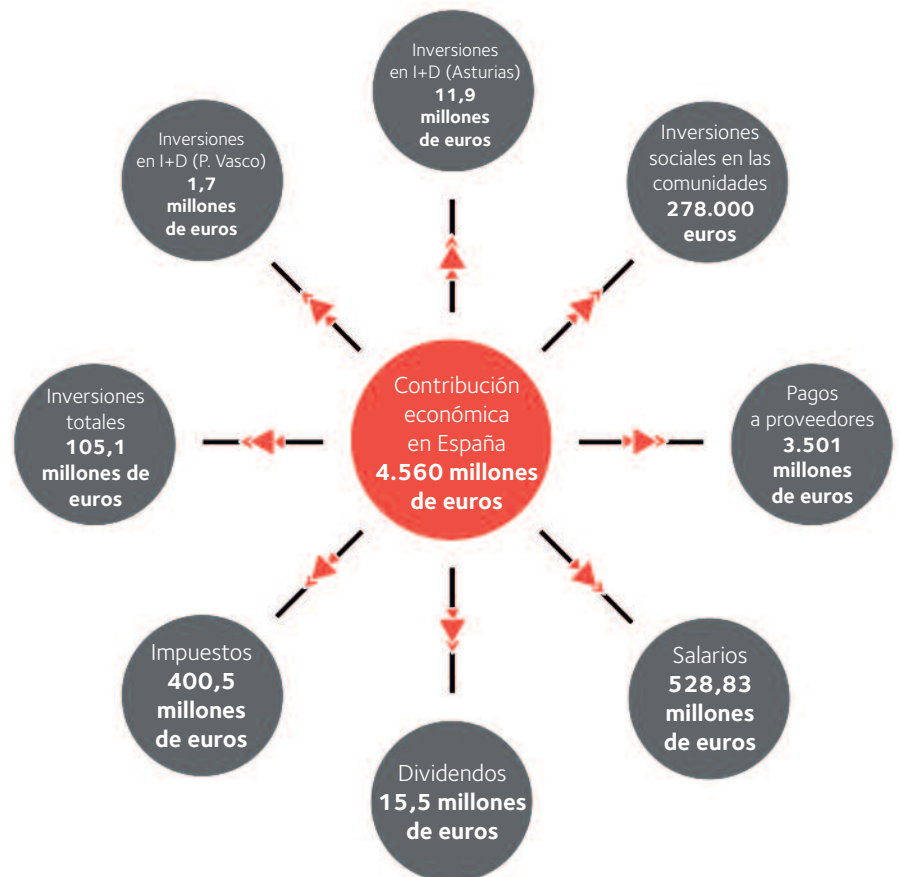 Inversiones
en I+D (Asturias)
11,9
millones
de euros
Inversiones
en I+D (P. Vasco)
1,7
millones
de euros
Inversiones
sociales en las
comunidades
278.000
euros
Inversiones
totales
105,1
millones de
euros
Contribución
económica
en España
4.560 millones
de euros
Pagos
a proveedores
3.501
millones
de euros
Impuestos
400,5
millones
de euros
Salarios
528,83
millones
de euros
Dividendos
15,5 millones
de euros